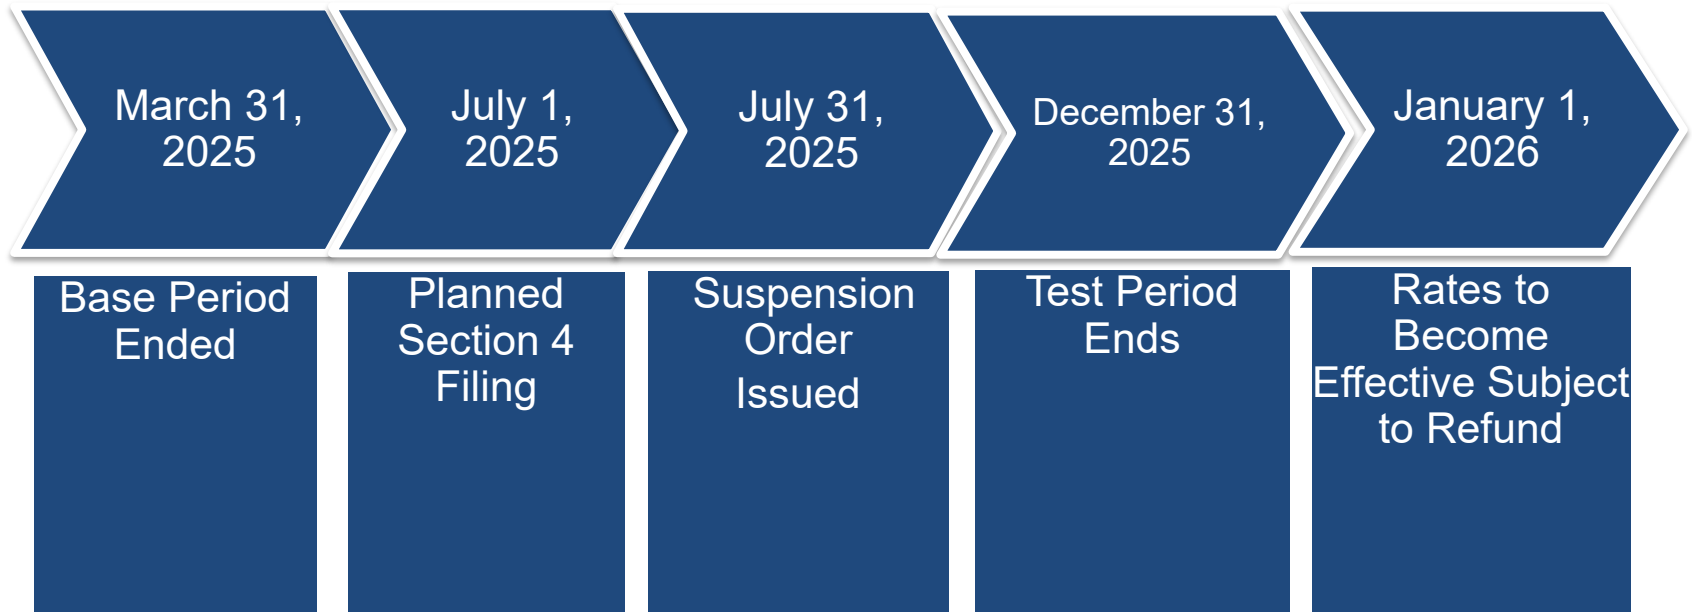 March 31,
2025
July 1,
2025
July 31,
2025
December 31,
2025
January 1,
2026
Base Period
Ended
Planned
Section 4
Filing
Suspension
Order
Issued
Test Period
Ends
Rates to
Become
Effective Subject
to Refund